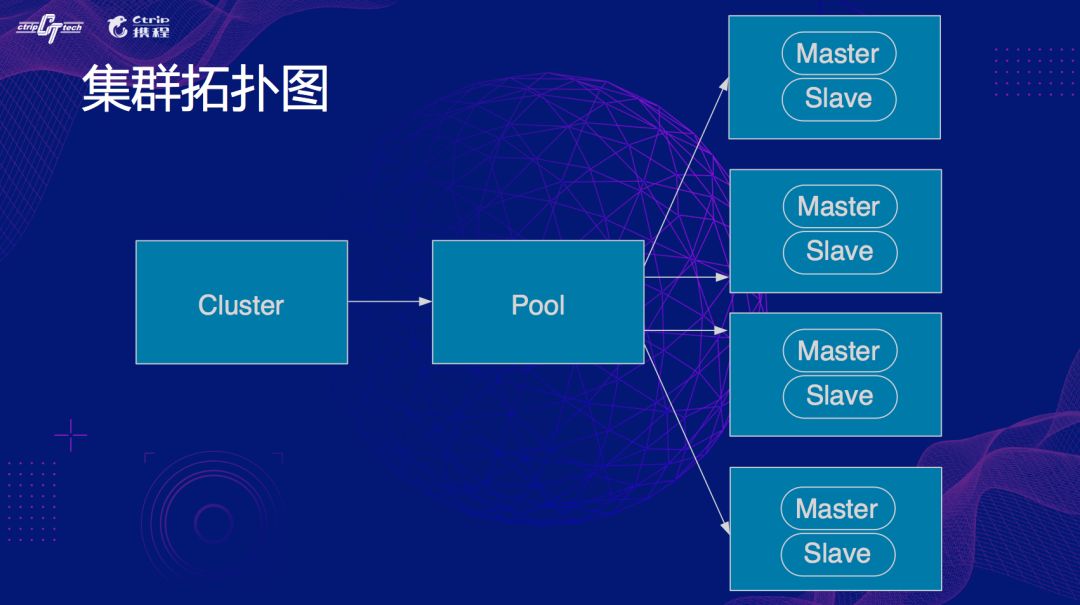 ctrip tech
Ctrip
携程
集群拓扑图
Cluster
Pool
Master
Slave
Master
Slave
Master
Slave
Master
Slave